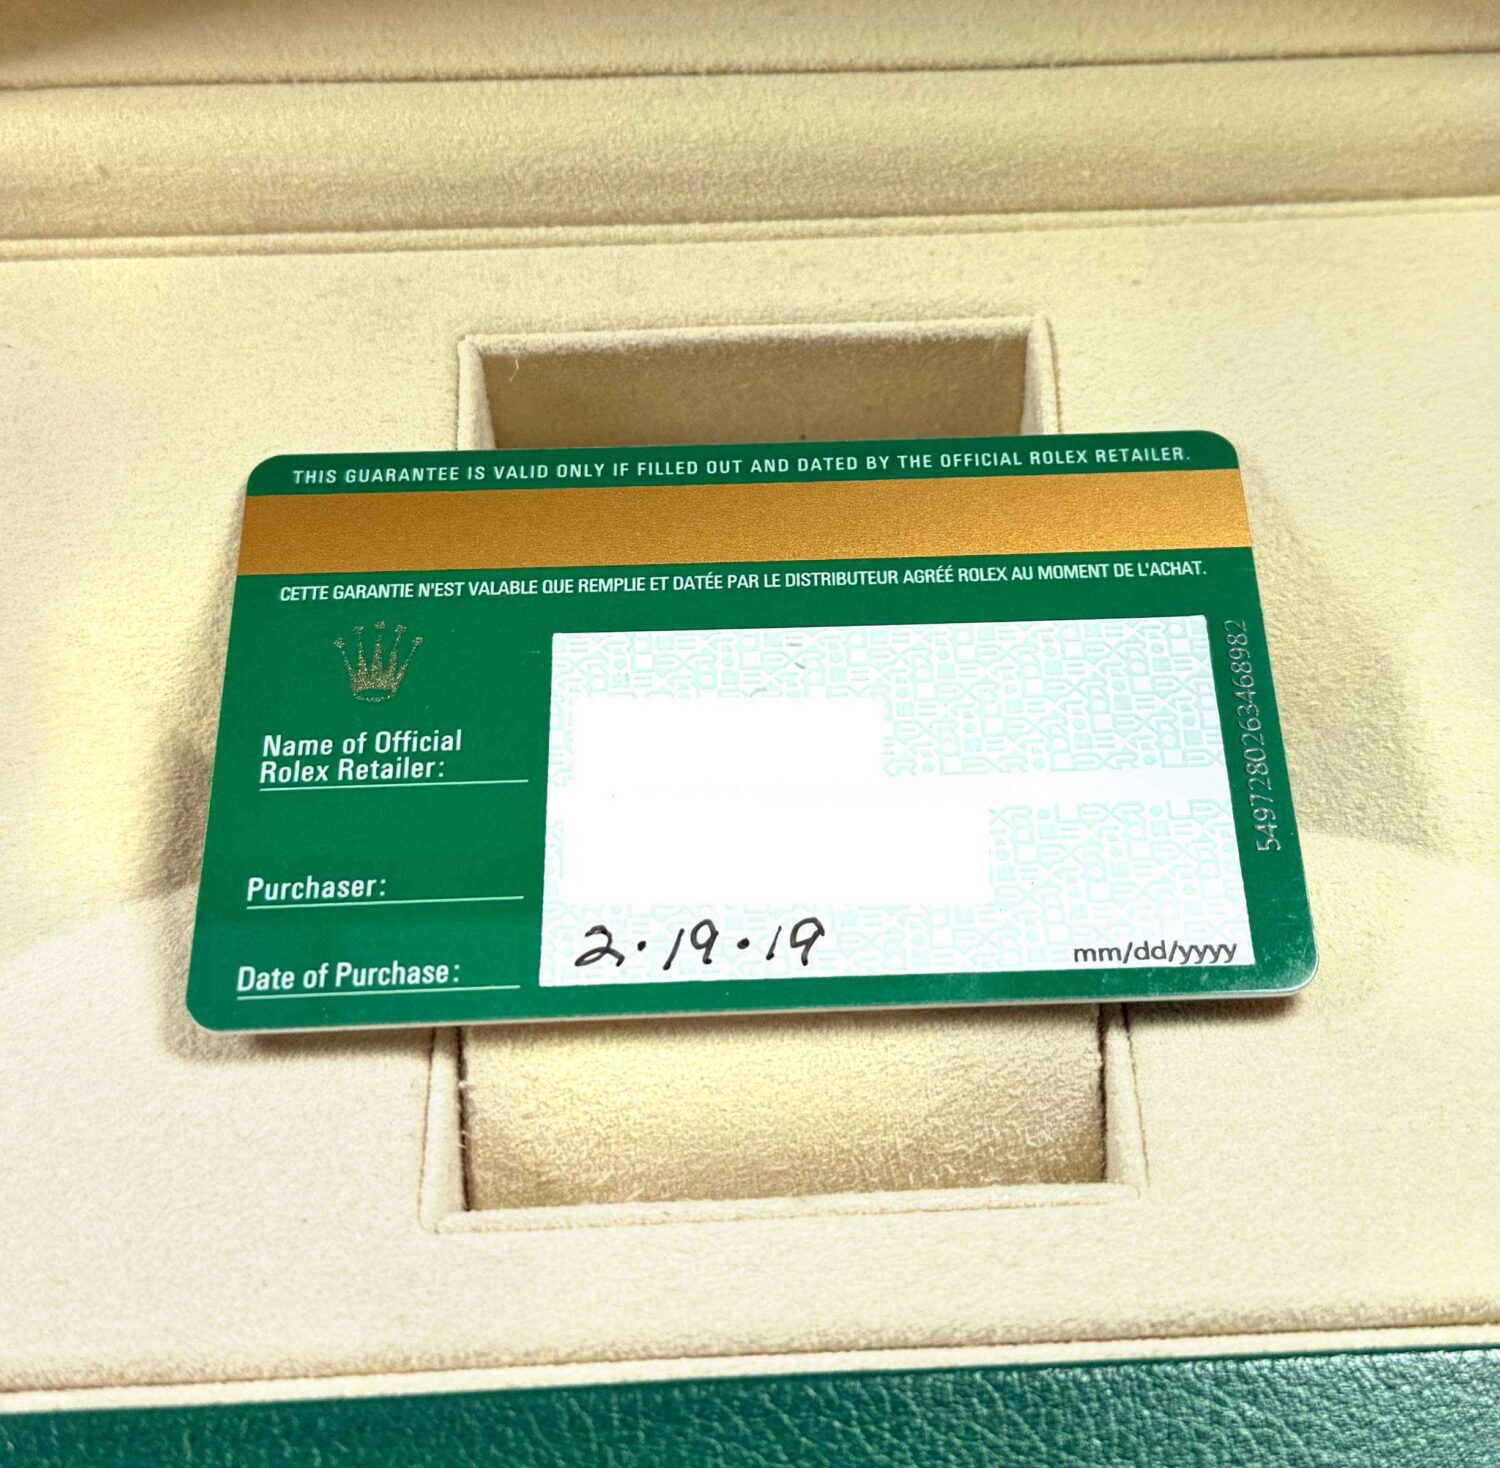 THIS GUARANTEE IS VALID ONLY IF FILLED OUT AND DATED BY THE OFFICIAL ROLEX RETAILER.
CETTE GARANTIE N'EST VALABLE QUE REMPLIE ET DATÉE PAR LE DISTRIBUTEUR AGRÉÉ ROLEX AU MOMENT DE L'ACHAT.
Name of Official
Rolex Retailer:
Purchaser:
Date of Purchase:
2.19.19
mm/dd/yyyy
5497280263468982